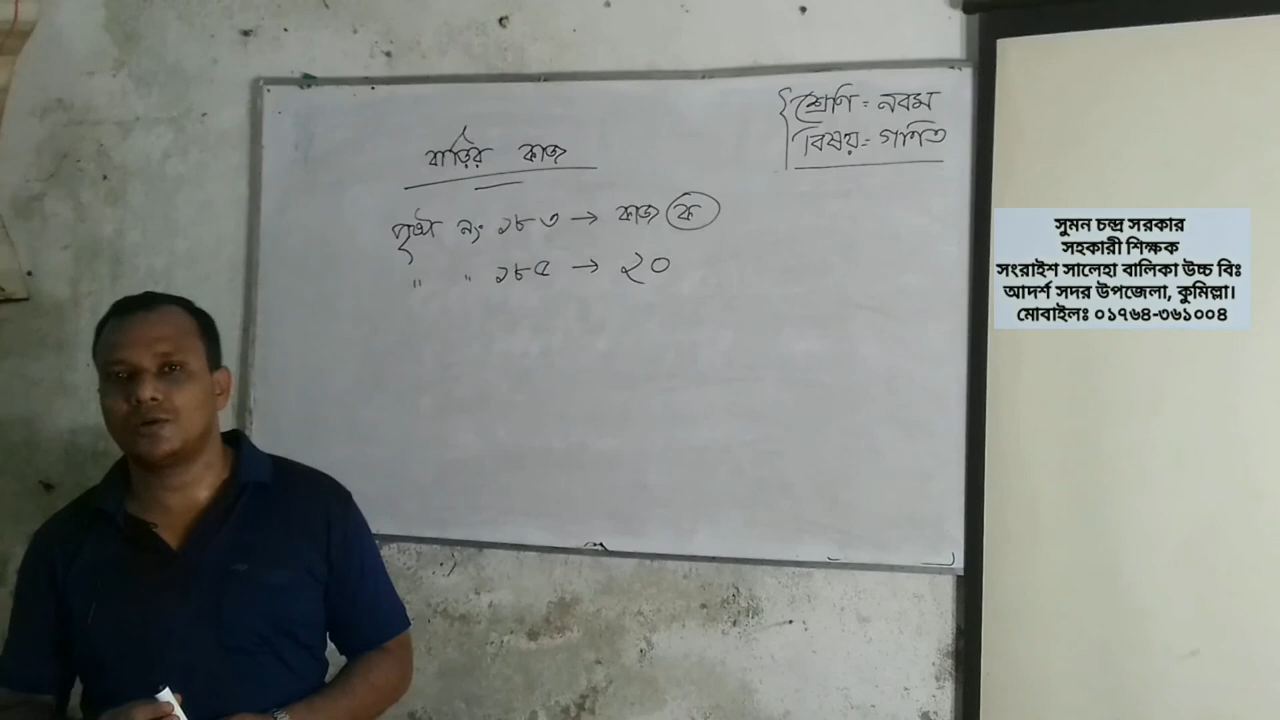 শ্রেণি : নবম
বিষয় : গণিত
বাড়ির কাজ
পৃষ্ঠা নং ১৮৩ → কাজ ক
" " ১৮৫ → ২০
সুমন চন্দ্র সরকার
সহকারী শিক্ষক
সংরাইশ সালেহা বালিকা উচ্চ বিঃ
আদর্শ সদর উপজেলা, কুমিল্লা।
মোবাইলঃ ০১৭৬৪-৩৬১০০৪